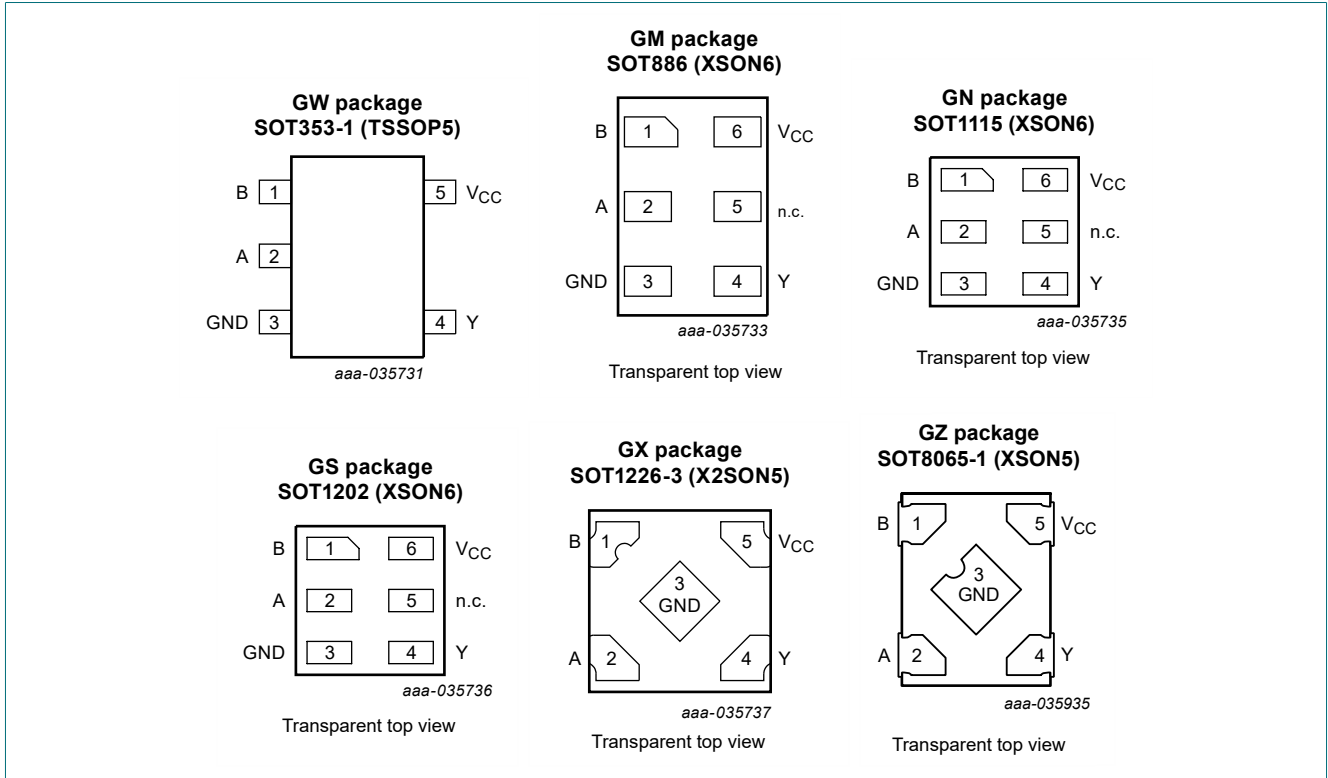 GW package
SOT353-1 (TSSOP5)
B 1 5 VCC
A 2
GND 3 4 Y
aaa-035731
GM package
SOT886 (XSON6)
B 1 6 VCC
A 2 5 n.c.
GND 3 4 Y
aaa-035733
Transparent top view
GN package
SOT1115 (XSON6)
B 1 6 VCC
A 2 5 n.c.
GND 3 4 Y
aaa-035735
Transparent top view
GS package
SOT1202 (XSON6)
B 1 6 VCC
A 2 5 n.c.
GND 3 4 Y
aaa-035736
Transparent top view
GX package
SOT1226-3 (X2SON5)
B 1 5 VCC
3
GND
A 2 4 Y
aaa-035737
Transparent top view
GZ package
SOT8065-1 (XSON5)
B 1 5 VCC
3
GND
A 2 4 Y
aaa-035935
Transparent top view